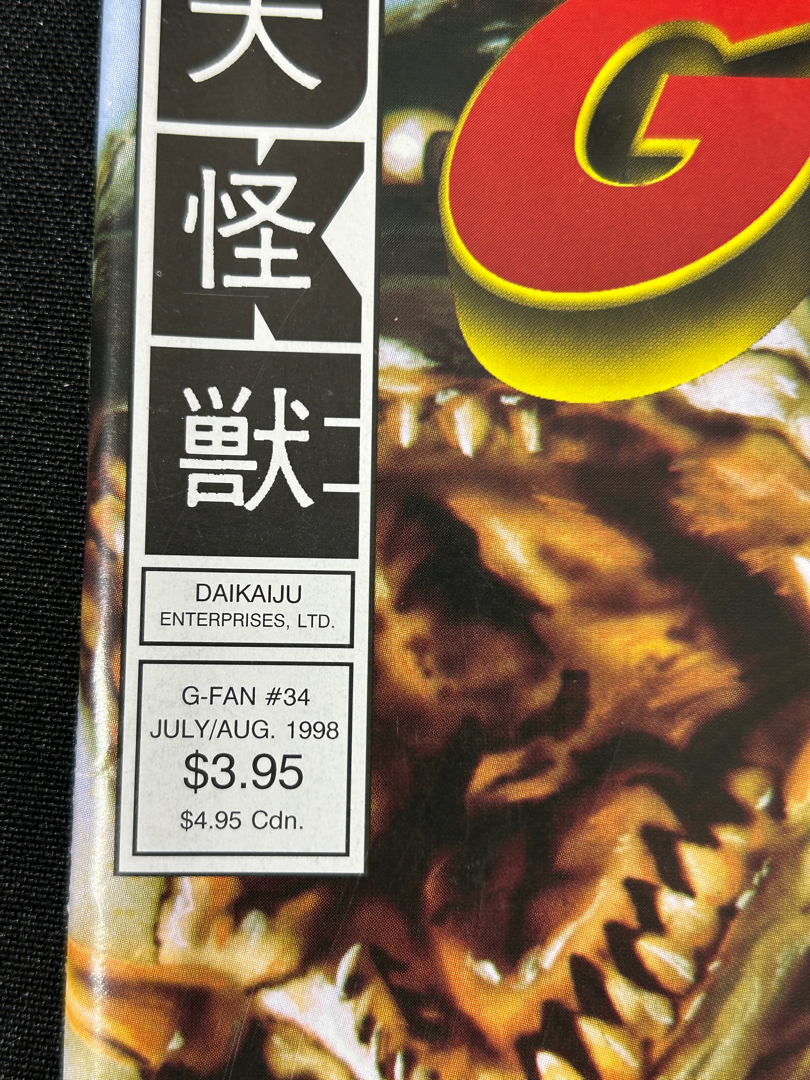 大
怪
獣
G
DAIKAIJU
ENTERPRISES, LTD.
G-FAN #34
JULY/AUG. 1998
$3.95
$4.95 Cdn.